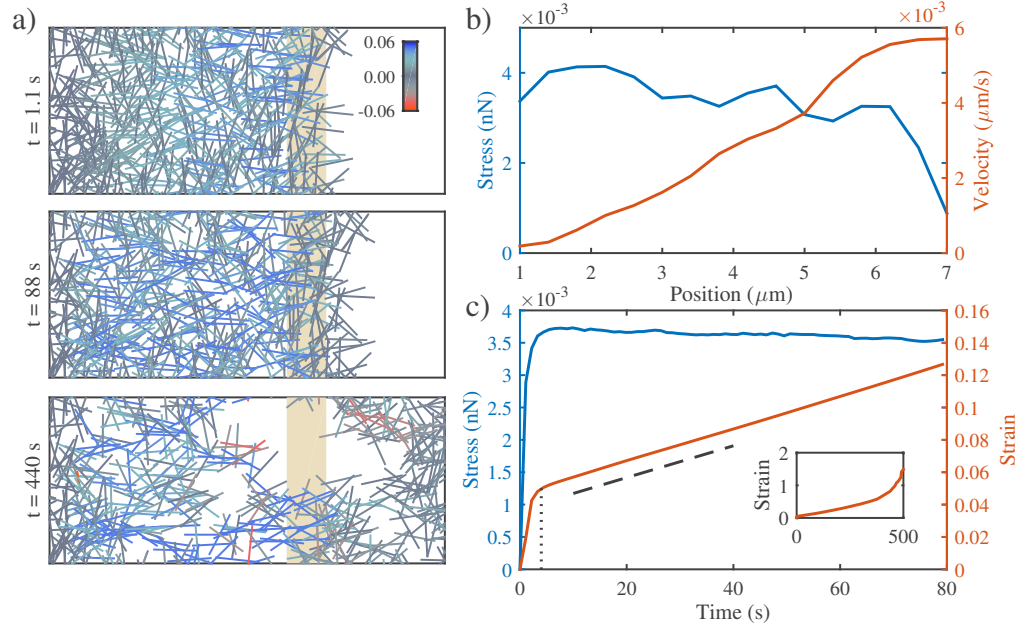 a)
t = 1.1 s
0.06
0.00
-0.06
t = 88 s
t = 440 s
b)
×10⁻³
×10⁻³
Stress (nN)
4
2
0
6
4
2
0
Velocity (μm/s)
1 2 3 4 5 6 7
Position (μm)
c)
×10⁻³
Stress (nN)
4
3.5
3
2.5
2
1.5
1
0.5
0
0.16
0.14
0.12
0.1
0.08
0.06
0.04
0.02
0
Strain
Strain
2
1
0
0 500
0 20 40 60 80
Time (s)